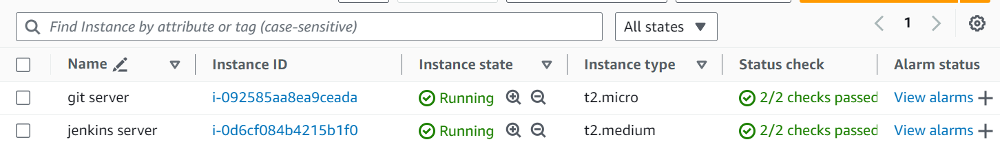 Find Instance by attribute or tag (case-sensitive) All states 1
Name Instance ID Instance state Instance type Status check Alarm status
git server i-092585aa8ea9ceada Running t2.micro 2/2 checks passed View alarms
jenkins server i-0d6cf084b4215b1f0 Running t2.medium 2/2 checks passed View alarms